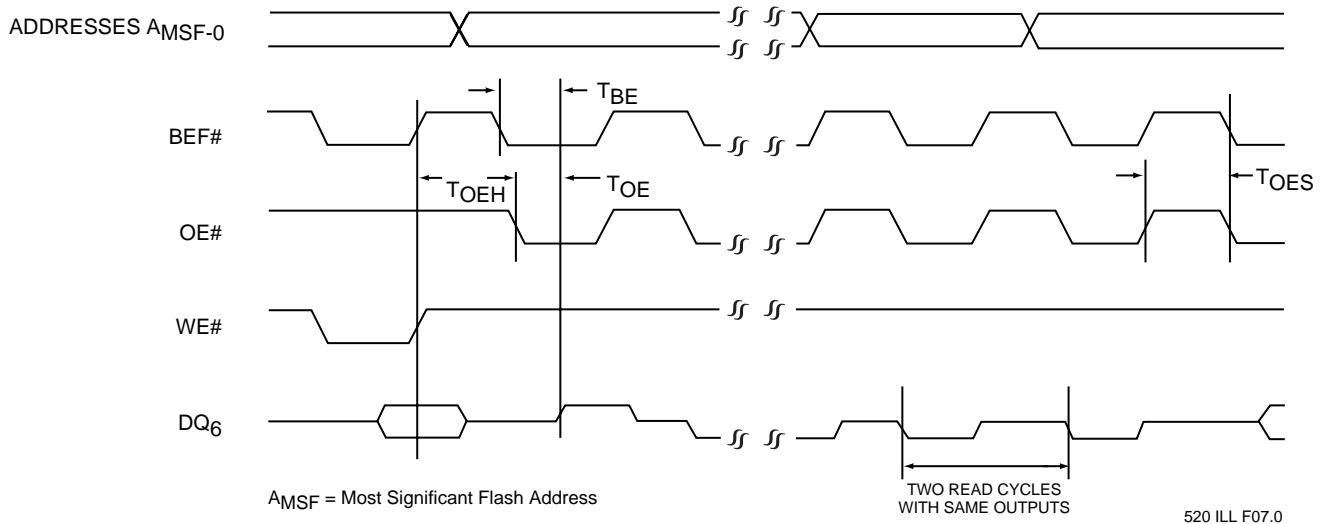 ADDRESSES AMSF-0
TBE
BEF#
TOEH
TOE
TOES
OE#
WE#
DQ6
AMSF = Most Significant Flash Address
TWO READ CYCLES
WITH SAME OUTPUTS
520 ILL F07.0